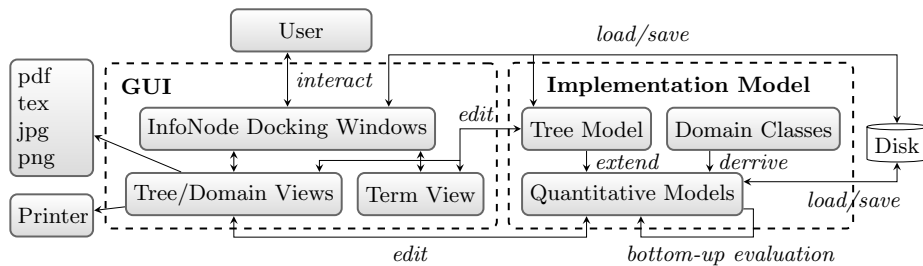 User
load/save
pdf
tex
jpg
png
GUI
interact
Implementation Model
edit
InfoNode Docking Windows
Tree Model
Domain Classes
Disk
extend
derrive
Tree/Domain Views
Term View
Quantitative Models
load/save
Printer
edit
bottom-up evaluation